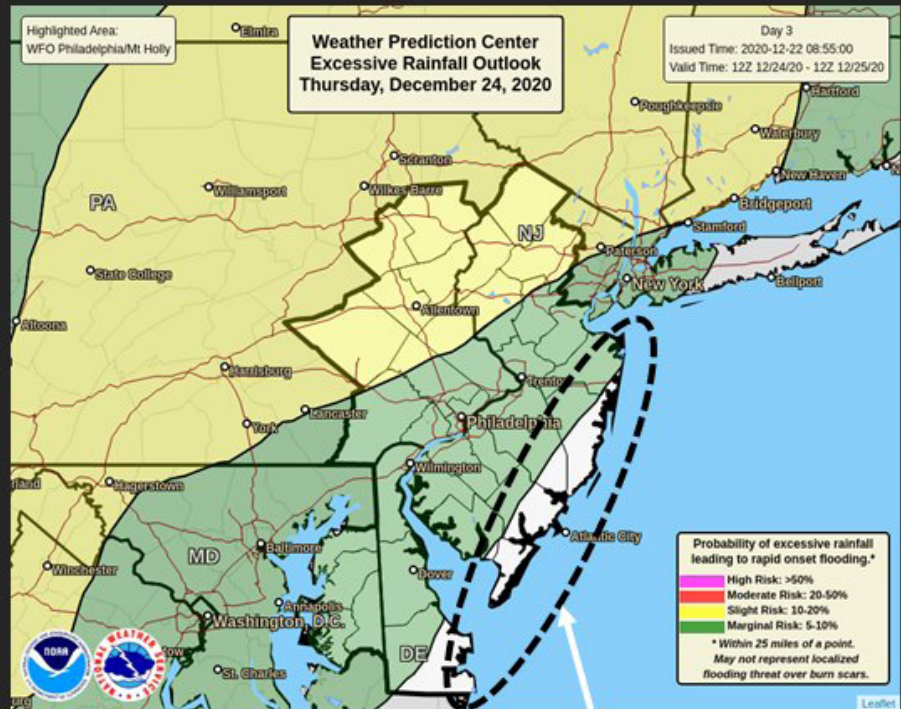 Highlighted Area:
WFO Philadelphia/Mt Holly
Weather Prediction Center
Excessive Rainfall Outlook
Thursday, December 24, 2020
Day 3
Issued Time: 2020-12-22 08:55:00
Valid Time: 12Z 12/24/20 - 12Z 12/25/20
Elmira
Hartford
Poughkeepsie
Waterbury
Scranton
New Haven
Williamsport
Wilkes Barre
PA
Bridgeport
NJ
Stamford
Paterson
State College
New York
Bellport
Allentown
Altoona
Harrisburg
Trento
Lancaster
York
Philadelphia
Wilmington
Hagerstown
Atlantic City
MD
Baltimore
Winchester
Dover
Annapolis
Washington, D.C.
DE
St. Charles
Probability of excessive rainfall
leading to rapid onset flooding.*
High Risk: >50%
Moderate Risk: 20-50%
Slight Risk: 10-20%
Marginal Risk: 5-10%
* Within 25 miles of a point.
May not represent localized
flooding threat over burn scars.
NOAA
NATIONAL WEATHER SERVICE
Leaflet